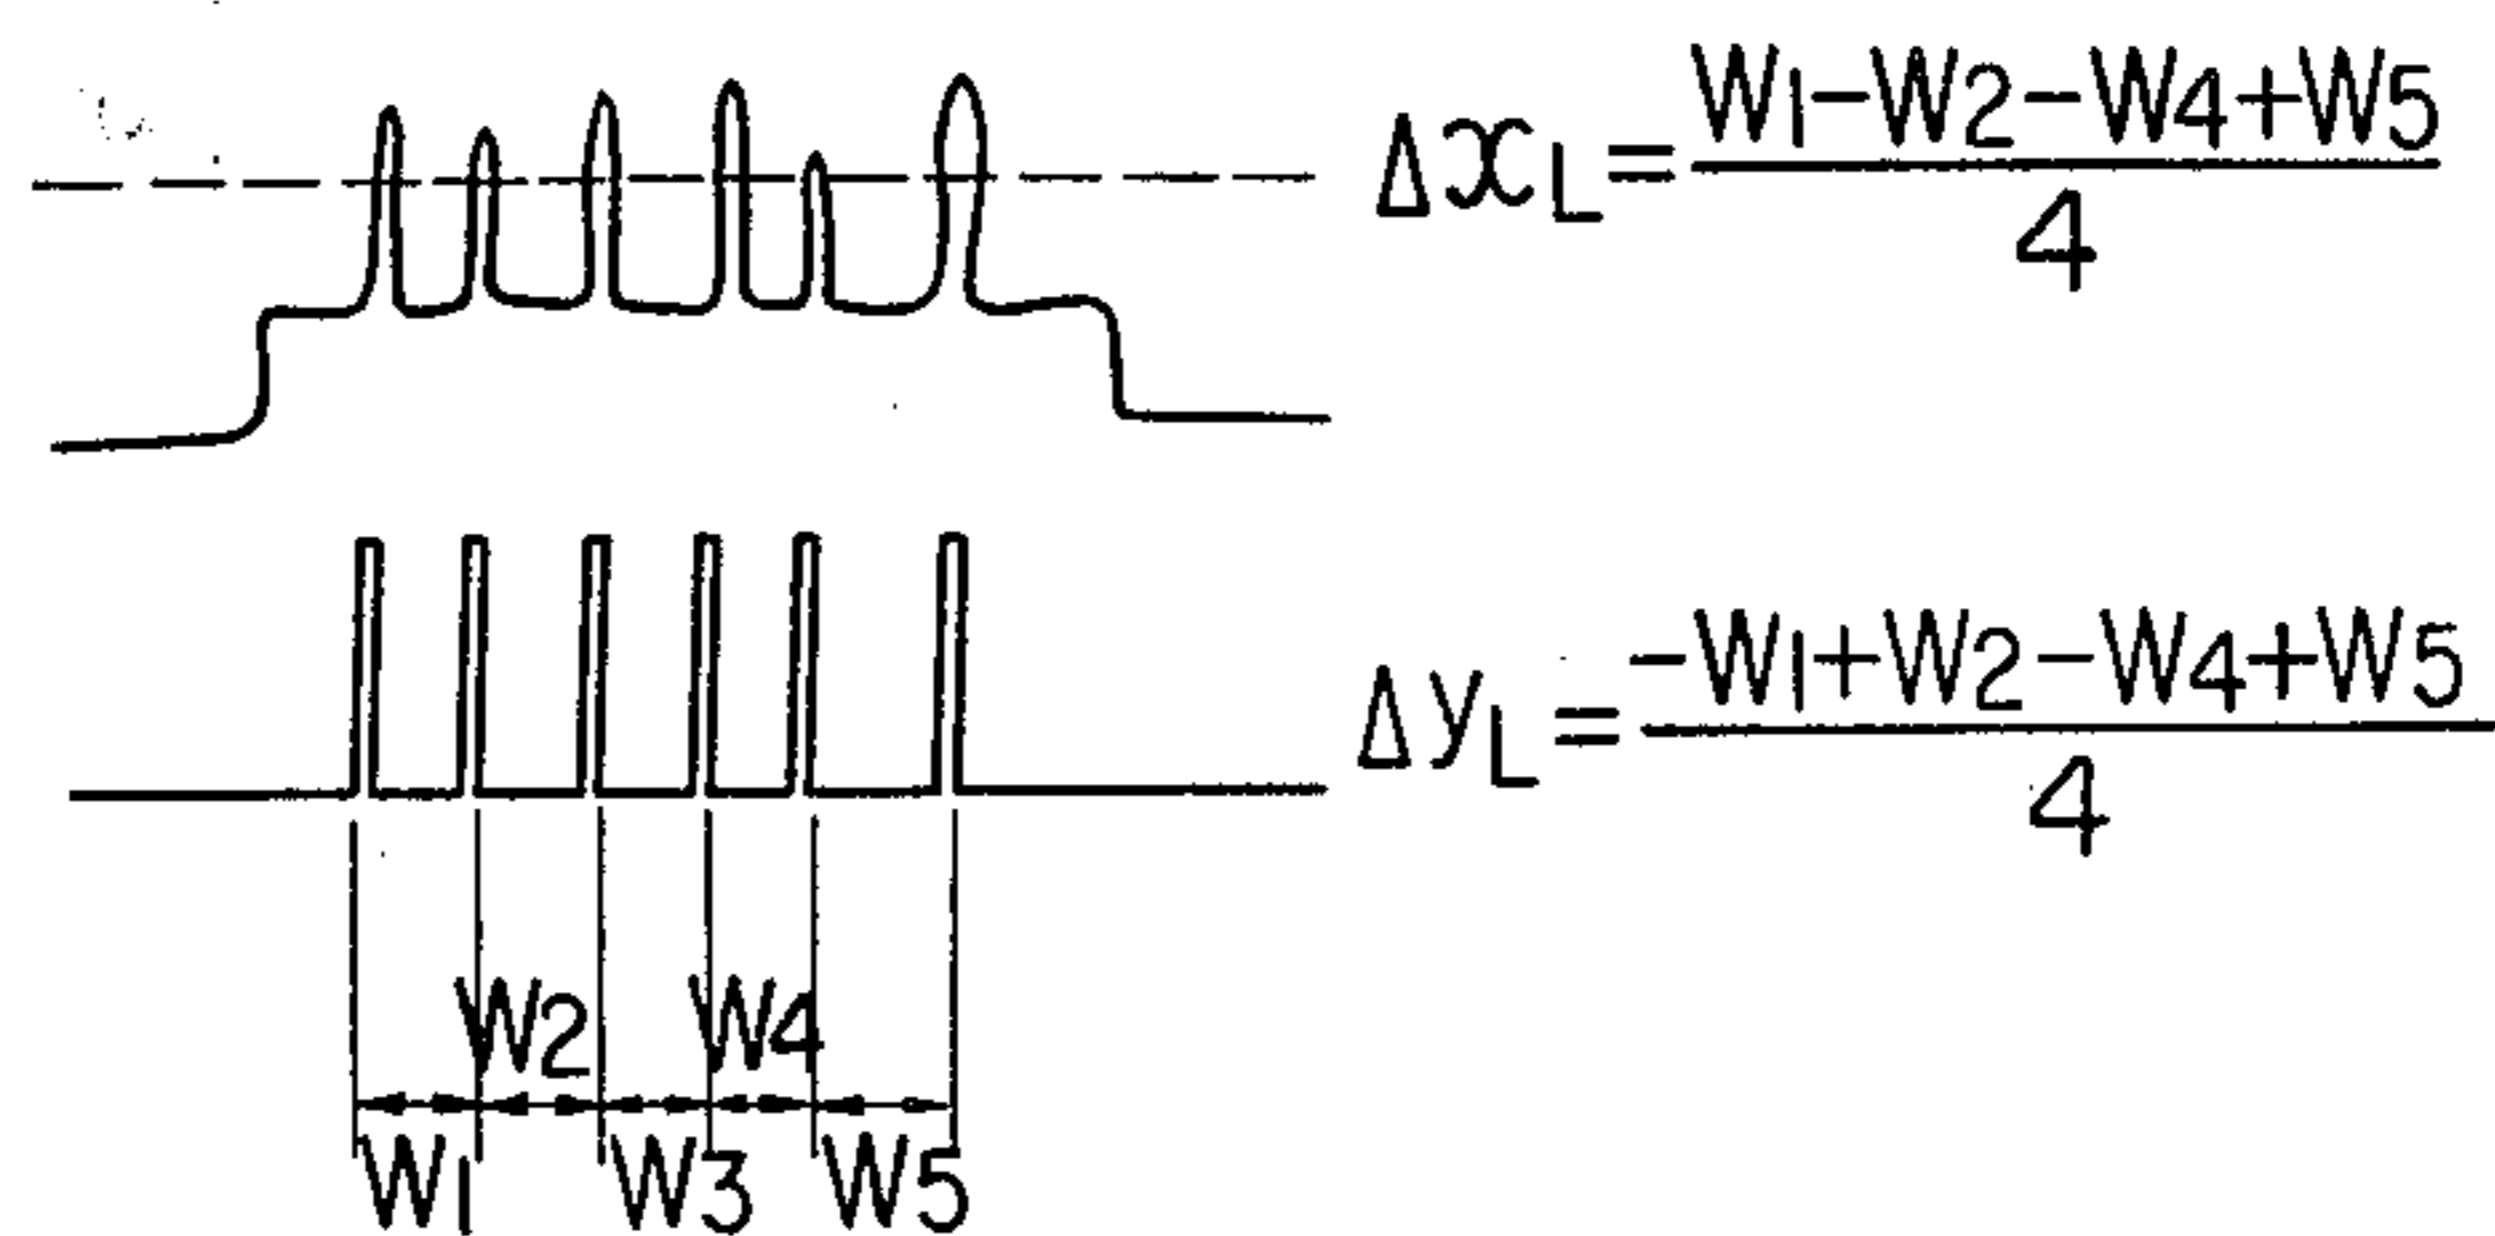 Δx_L = (W1-W2-W4+W5)/4
Δy_L = (-W1+W2-W4+W5)/4
W2 W4
W1 W3 W5